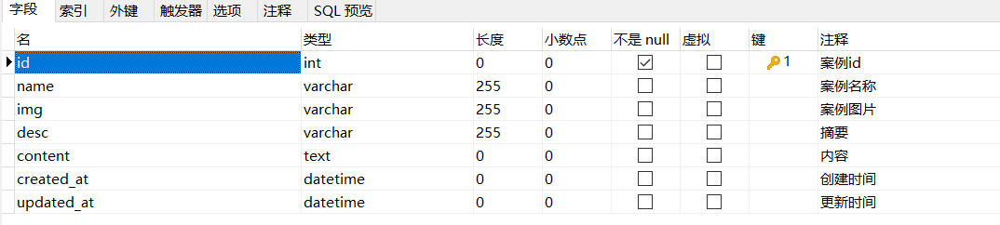 字段 索引 外键 触发器 选项 注释 SQL 预览
名 类型 长度 小数点 不是 null 虚拟 键 注释
id int 0 0 1 案例id
name varchar 255 0 案例名称
img varchar 255 0 案例图片
desc varchar 255 0 摘要
content text 0 0 内容
created_at datetime 0 0 创建时间
updated_at datetime 0 0 更新时间